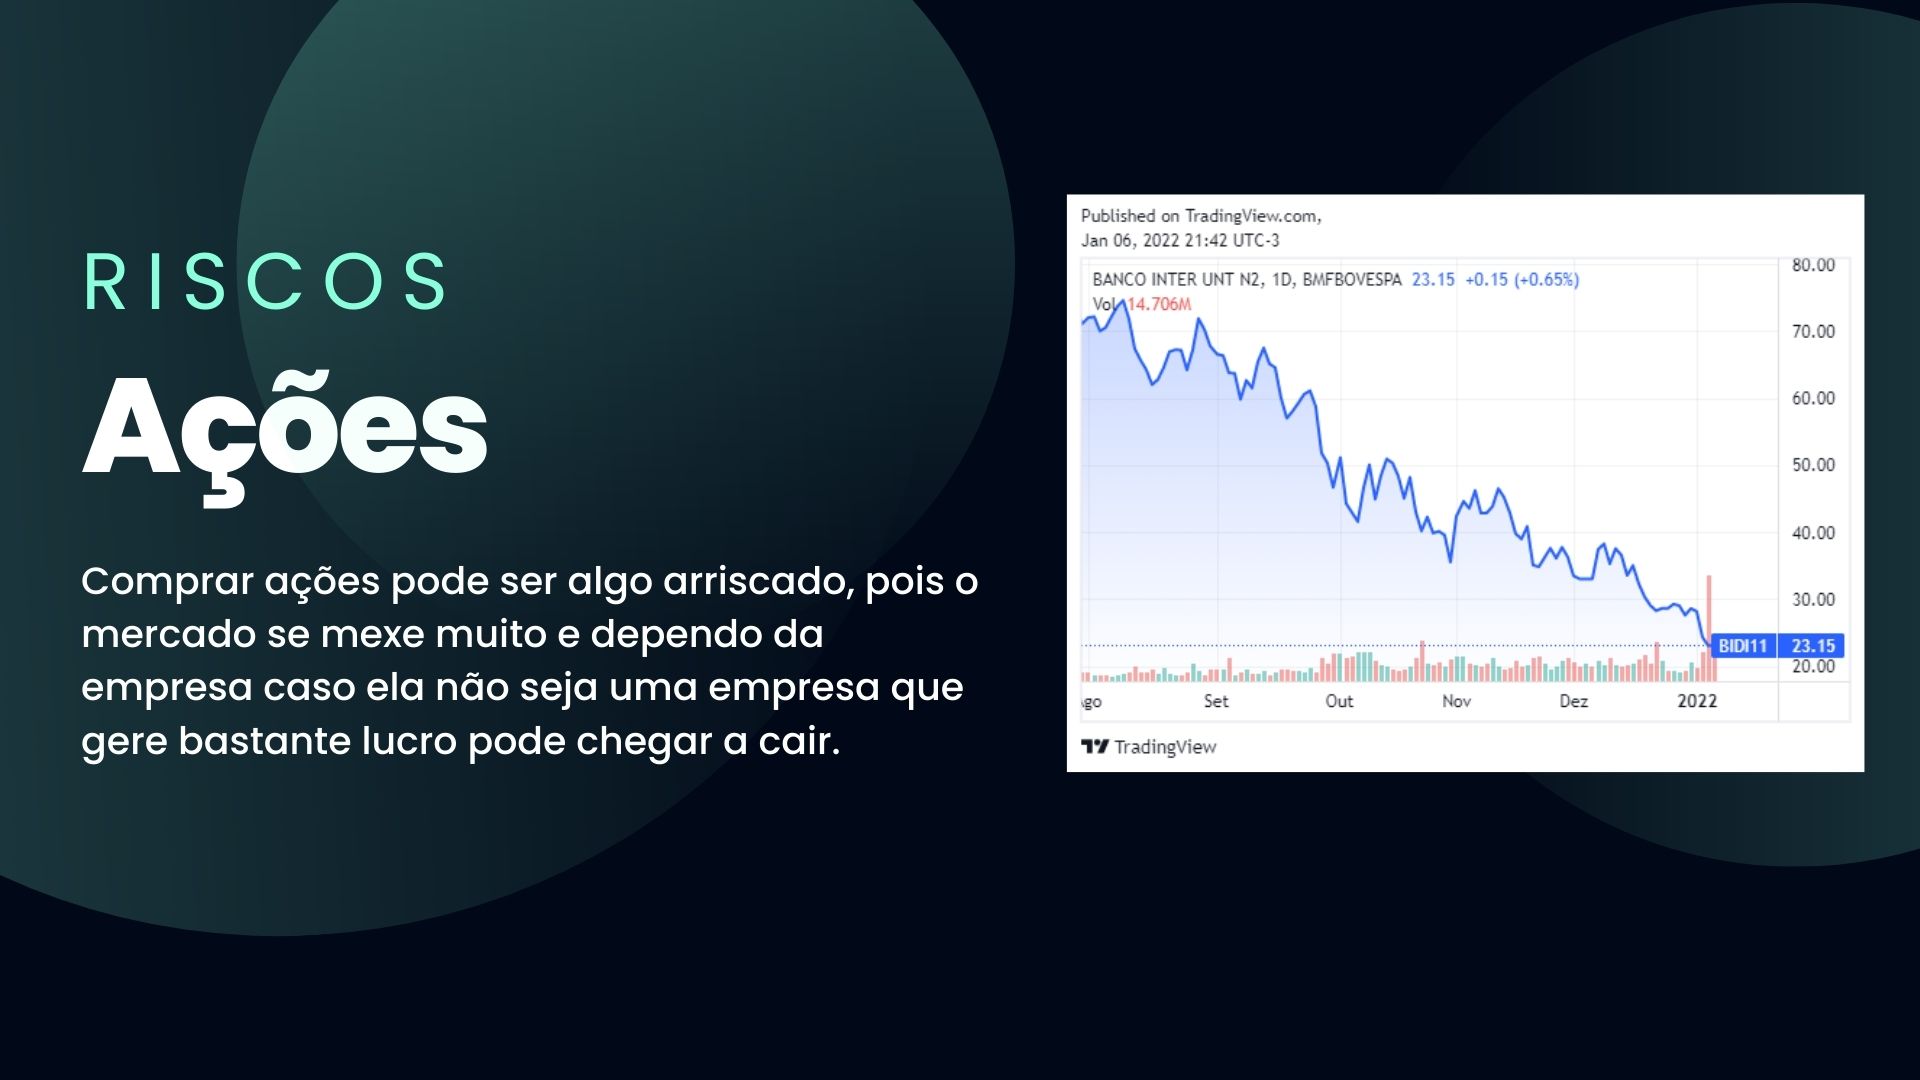 RISCOS
Ações
Comprar ações pode ser algo arriscado, pois o
mercado se mexe muito e dependo da
empresa caso ela não seja uma empresa que
gere bastante lucro pode chegar a cair.
Published on TradingView.com,
Jan 06, 2022 21:42 UTC-3
BANCO INTER UNT N2, 1D, BMFBOVESPA 23.15 +0.15 (+0.65%)
Vol 14.706M
80.00
70.00
60.00
50.00
40.00
30.00
BIDI11 23.15
20.00
go Set Out Nov Dez 2022
TradingView